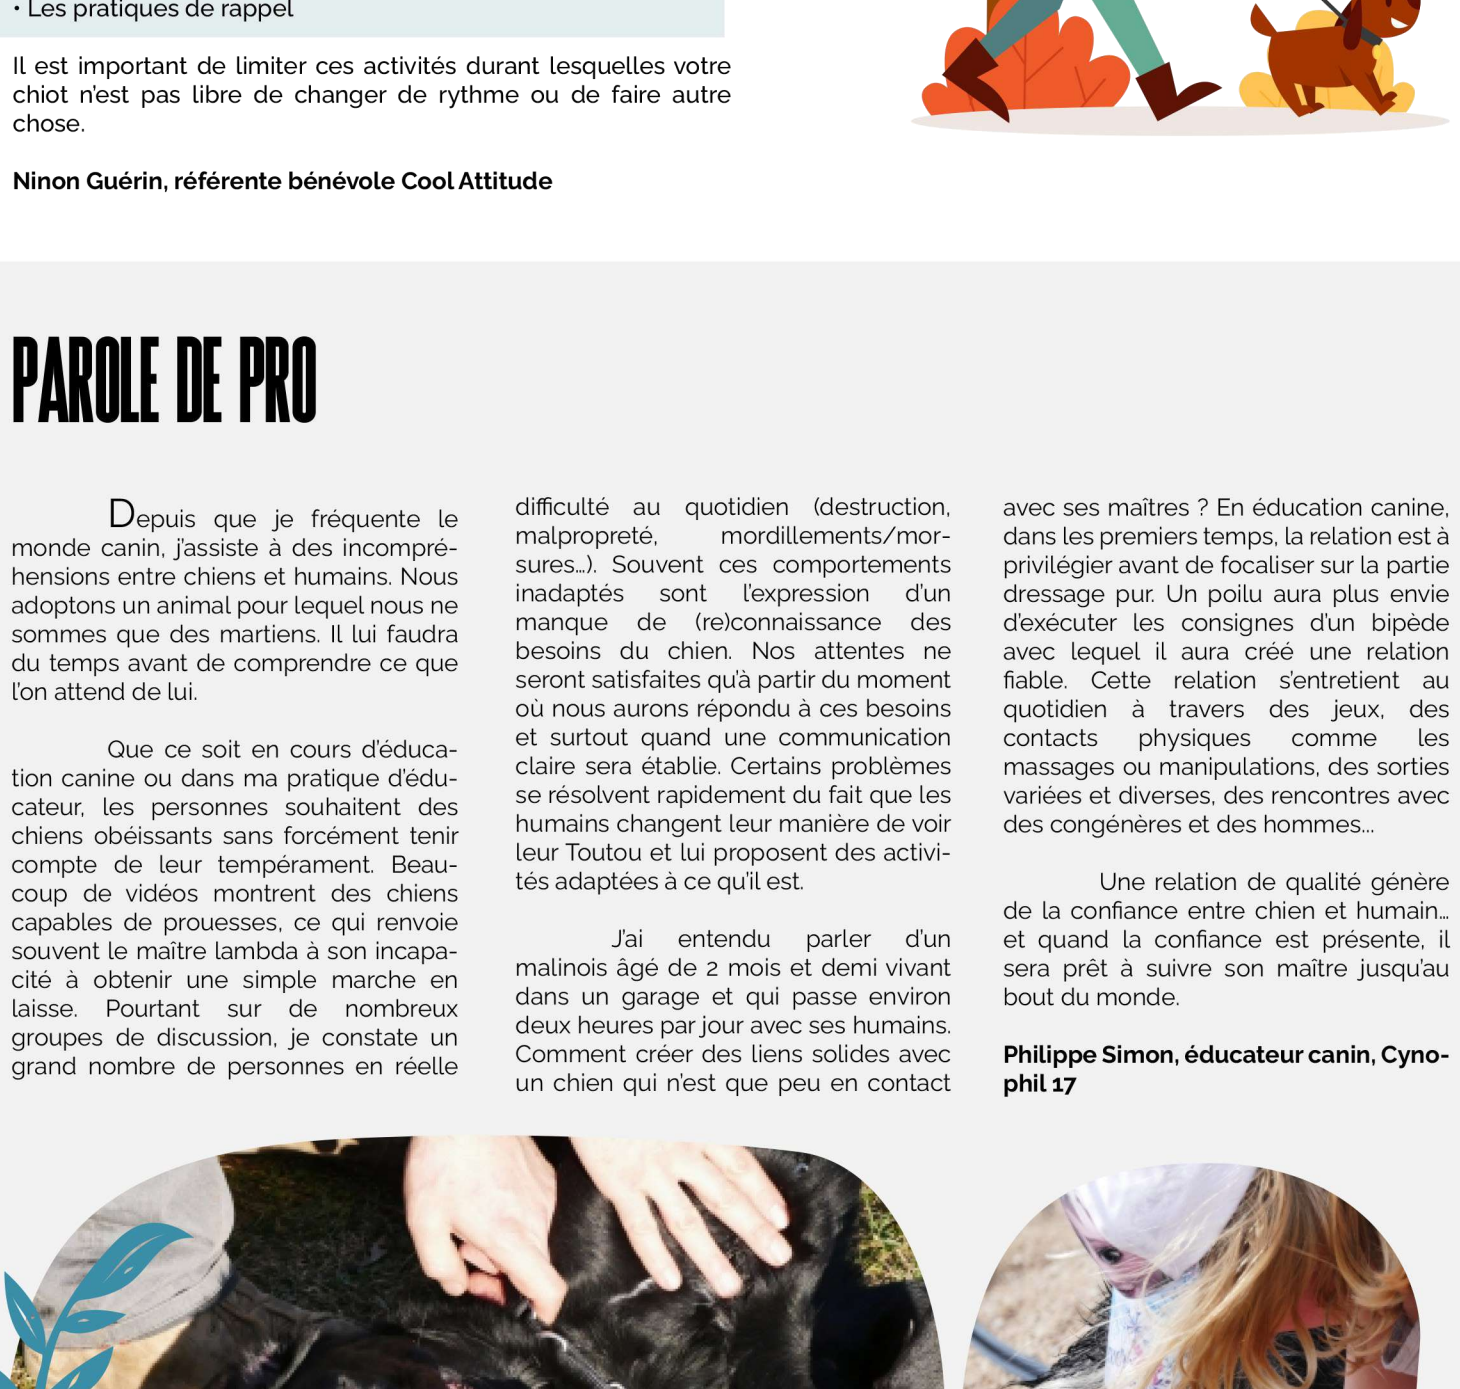 • Les pratiques de rappel
Il est important de limiter ces activités durant lesquelles votre
chiot n'est pas libre de changer de rythme ou de faire autre
chose.
Ninon Guérin, référente bénévole Cool Attitude
PAROLE DE PRO
Depuis que je fréquente le
monde canin, j'assiste à des incompré-
hensions entre chiens et humains. Nous
adoptons un animal pour lequel nous ne
sommes que des martiens. Il lui faudra
du temps avant de comprendre ce que
l'on attend de lui.
Que ce soit en cours d'éduca-
tion canine ou dans ma pratique d'édu-
cateur, les personnes souhaitent des
chiens obéissants sans forcément tenir
compte de leur tempérament. Beau-
coup de vidéos montrent des chiens
capables de prouesses, ce qui renvoie
souvent le maître lambda à son incapa-
cité à obtenir une simple marche en
laisse. Pourtant sur de nombreux
groupes de discussion, je constate un
grand nombre de personnes en réelle
difficulté au quotidien (destruction,
malpropreté, mordillements/mor-
sures...). Souvent ces comportements
inadaptés sont l'expression d'un
manque de (re)connaissance des
besoins du chien. Nos attentes ne
seront satisfaites qu'à partir du moment
où nous aurons répondu à ces besoins
et surtout quand une communication
claire sera établie. Certains problèmes
se résolvent rapidement du fait que les
humains changent leur manière de voir
leur Toutou et lui proposent des activi-
tés adaptées à ce qu'il est.
J'ai entendu parler d'un
malinois âgé de 2 mois et demi vivant
dans un garage et qui passe environ
deux heures par jour avec ses humains.
Comment créer des liens solides avec
un chien qui n'est que peu en contact
avec ses maîtres ? En éducation canine,
dans les premiers temps, la relation est à
privilégier avant de focaliser sur la partie
dressage pur. Un poilu aura plus envie
d'exécuter les consignes d'un bipède
avec lequel il aura créé une relation
fiable. Cette relation s'entretient au
quotidien à travers des jeux, des
contacts physiques comme les
massages ou manipulations, des sorties
variées et diverses, des rencontres avec
des congénères et des hommes...
Une relation de qualité génère
de la confiance entre chien et humain...
et quand la confiance est présente, il
sera prêt à suivre son maître jusqu'au
bout du monde.
Philippe Simon, éducateur canin, Cyno-
phil 17